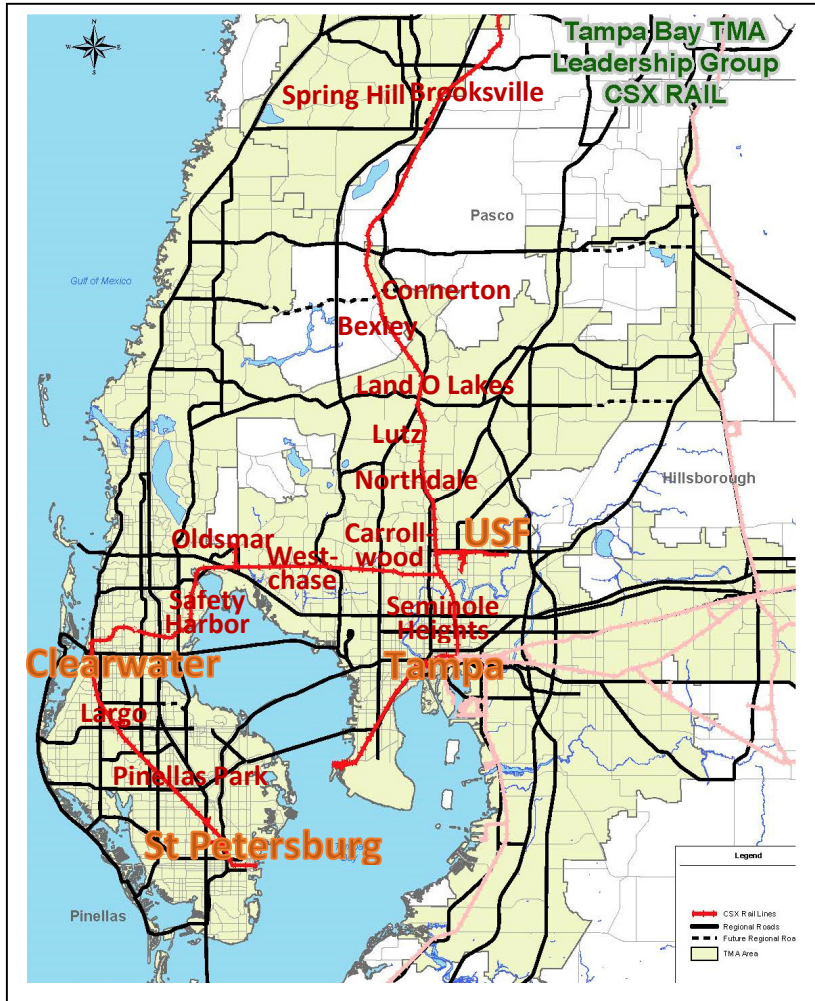 Tampa Bay TMA
Leadership Group
CSX RAIL
N
W
E
S
Spring Hill
Brooksville
Pasco
Gulf of Mexico
Connerton
Bexley
Land O Lakes
Lutz
Northdale
Hillsborough
USF
Oldsmar
Carroll-
wood
West-
chase
Safety
Harbor
Seminole
Heights
Clearwater
Tampa
Largo
Pinellas Park
St Petersburg
Pinellas
Legend
CSX Rail Lines
Regional Roads
Future Regional Roa
TMA Area